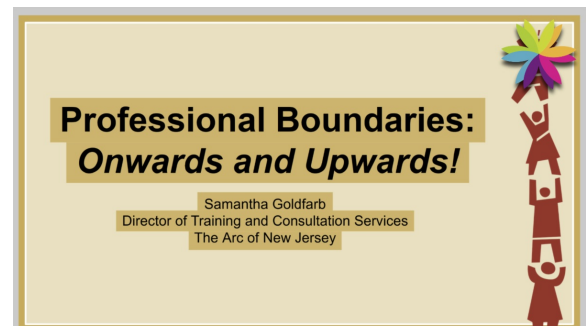 Professional Boundaries:
Onwards and Upwards!
Samantha Goldfarb
Director of Training and Consultation Services
The Arc of New Jersey